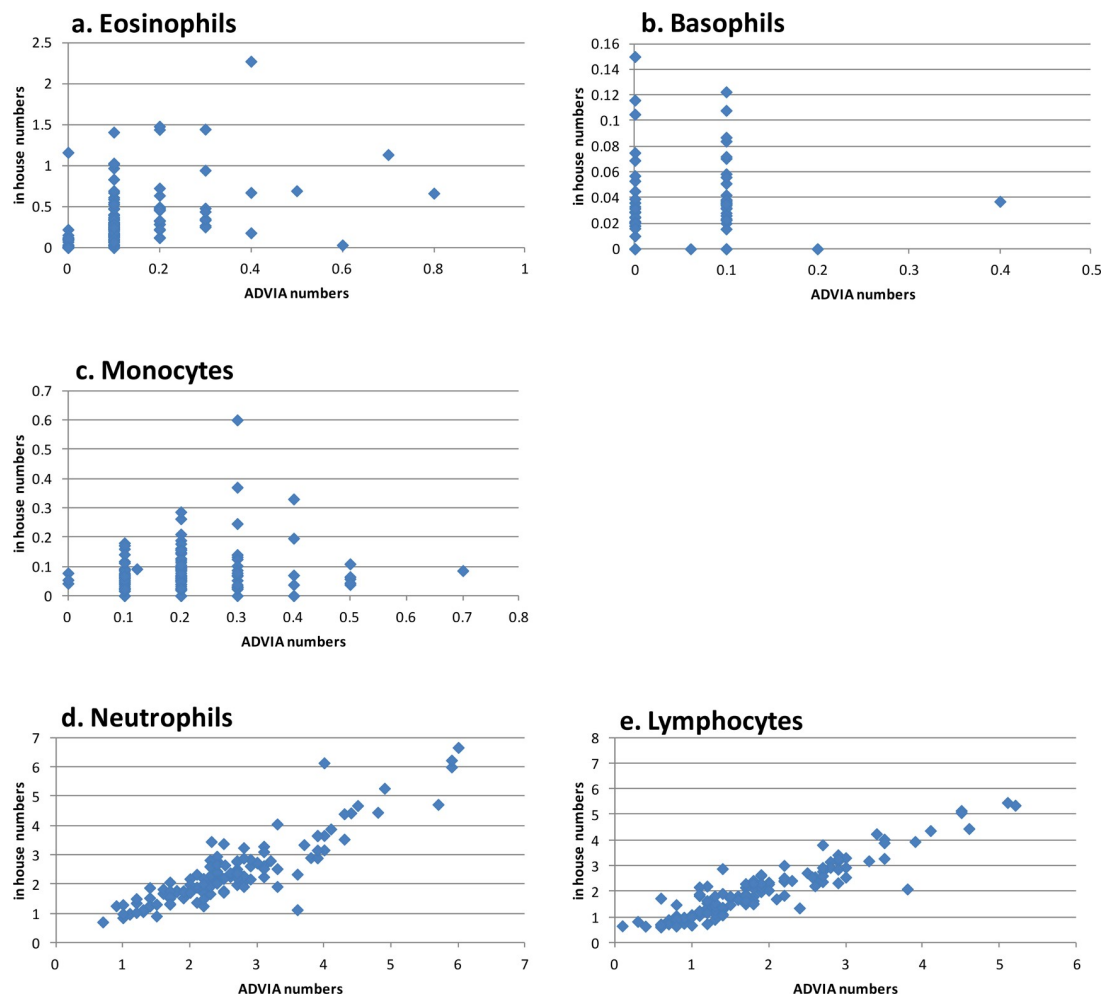 a. Eosinophils
2.5
2
1.5
1
0.5
0
in house numbers
0 0.2 0.4 0.6 0.8 1
ADVIA numbers
b. Basophils
0.16
0.14
0.12
0.1
0.08
0.06
0.04
0.02
0
in house numbers
0 0.1 0.2 0.3 0.4 0.5
ADVIA numbers
c. Monocytes
0.7
0.6
0.5
0.4
0.3
0.2
0.1
0
in house numbers
0 0.1 0.2 0.3 0.4 0.5 0.6 0.7 0.8
ADVIA numbers
d. Neutrophils
7
6
5
4
3
2
1
0
in house numbers
0 1 2 3 4 5 6 7
ADVIA numbers
e. Lymphocytes
8
7
6
5
4
3
2
1
0
in house numbers
0 1 2 3 4 5 6
ADVIA numbers